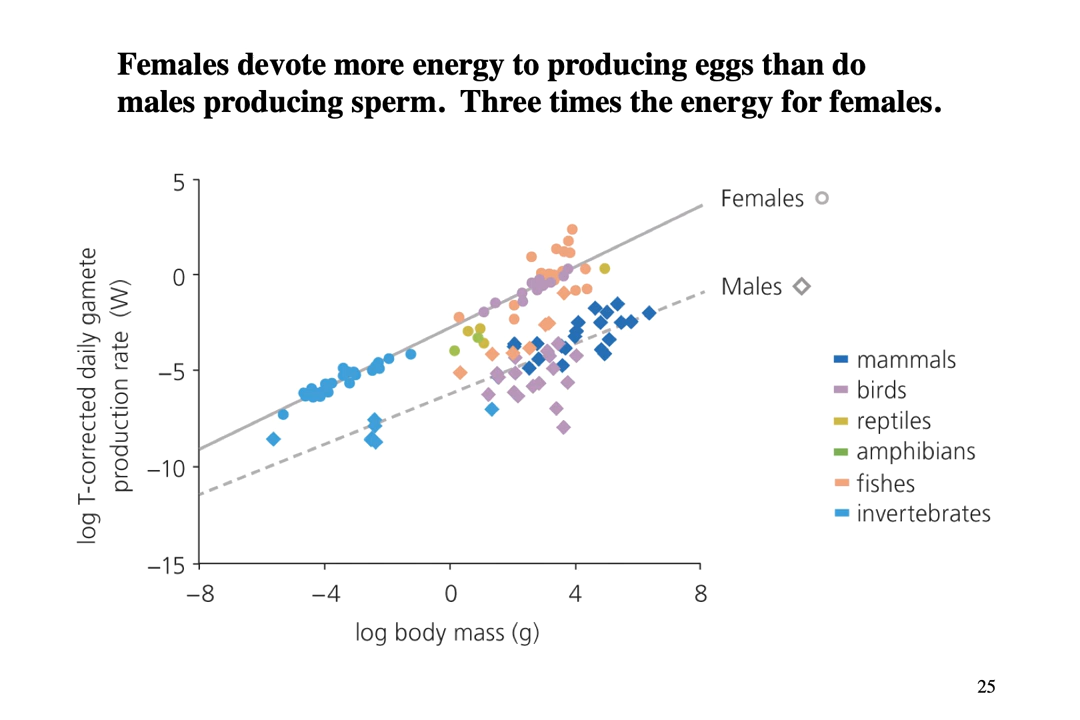 Females devote more energy to producing eggs than do
males producing sperm.  Three times the energy for females.
5
0
−5
−10
−15
log T-corrected daily gamete
production rate (W)
−8
−4
0
4
8
log body mass (g)
Females
Males
mammals
birds
reptiles
amphibians
fishes
invertebrates
25